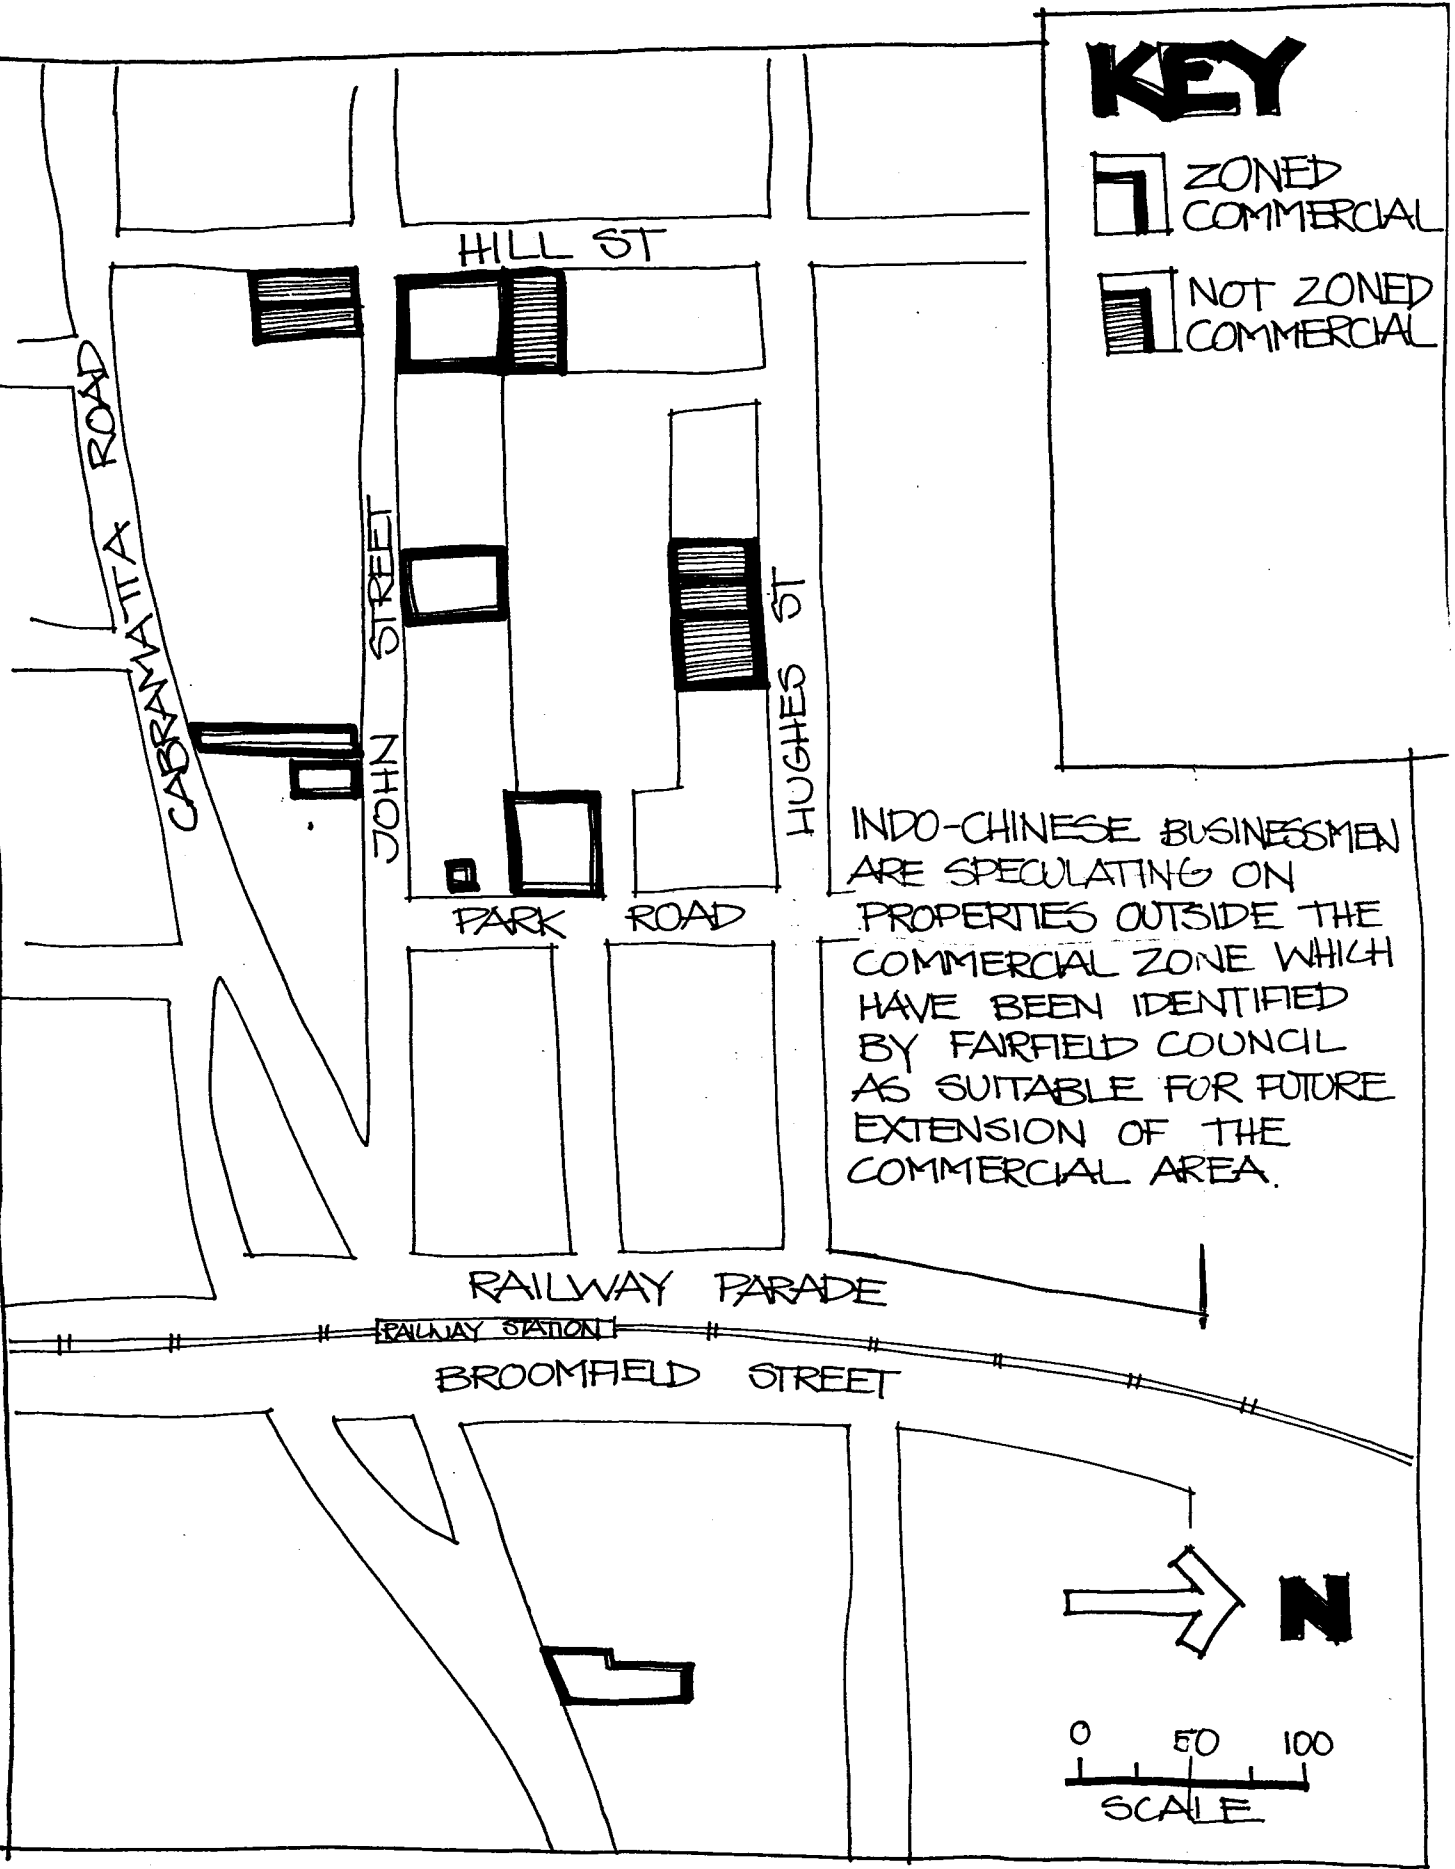 KEY
ZONED
COMMERCIAL
NOT ZONED
COMMERCIAL
HILL ST
CABRAMATTA ROAD
JOHN STREET
HUGHES ST
PARK ROAD
INDO-CHINESE BUSINESSMEN
ARE SPECULATING ON
PROPERTIES OUTSIDE THE
COMMERCIAL ZONE WHICH
HAVE BEEN IDENTIFIED
BY FAIRFIELD COUNCIL
AS SUITABLE FOR FUTURE
EXTENSION OF THE
COMMERCIAL AREA.
RAILWAY PARADE
RAILWAY STATION
BROOMFIELD STREET
N
0 50 100
SCALE